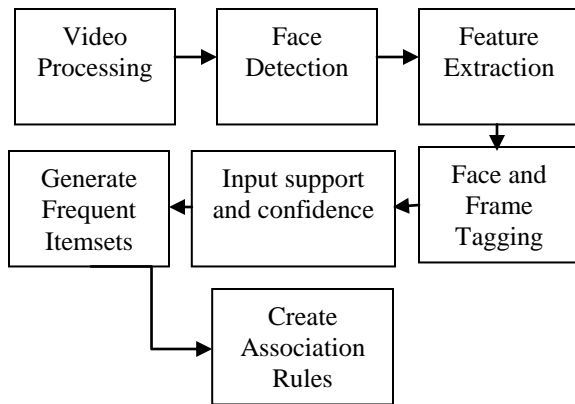 Video
Processing
Face
Detection
Feature
Extraction
Face and
Frame
Tagging
Input support
and confidence
Generate
Frequent
Itemsets
Create
Association
Rules